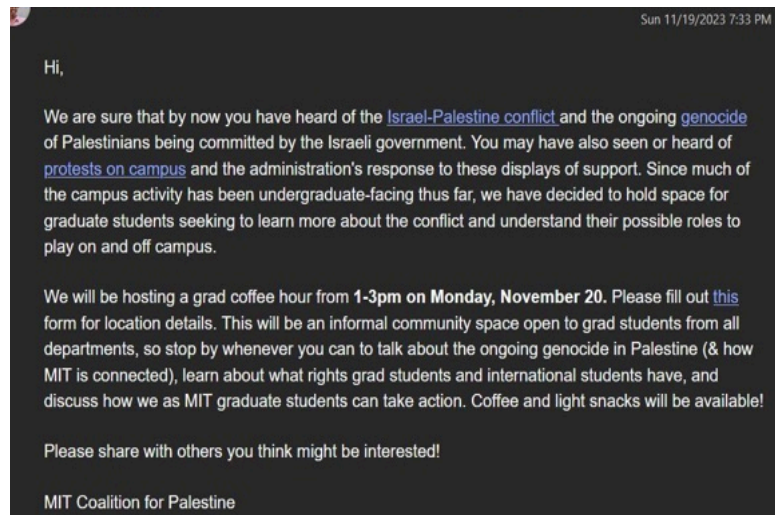 Sun 11/19/2023 7:33 PM
Hi,
We are sure that by now you have heard of the Israel-Palestine conflict and the ongoing genocide
of Palestinians being committed by the Israeli government. You may have also seen or heard of
protests on campus and the administration's response to these displays of support. Since much of
the campus activity has been undergraduate-facing thus far, we have decided to hold space for
graduate students seeking to learn more about the conflict and understand their possible roles to
play on and off campus.
We will be hosting a grad coffee hour from 1-3pm on Monday, November 20. Please fill out this
form for location details. This will be an informal community space open to grad students from all
departments, so stop by whenever you can to talk about the ongoing genocide in Palestine (& how
MIT is connected), learn about what rights grad students and international students have, and
discuss how we as MIT graduate students can take action. Coffee and light snacks will be available!
Please share with others you think might be interested!
MIT Coalition for Palestine